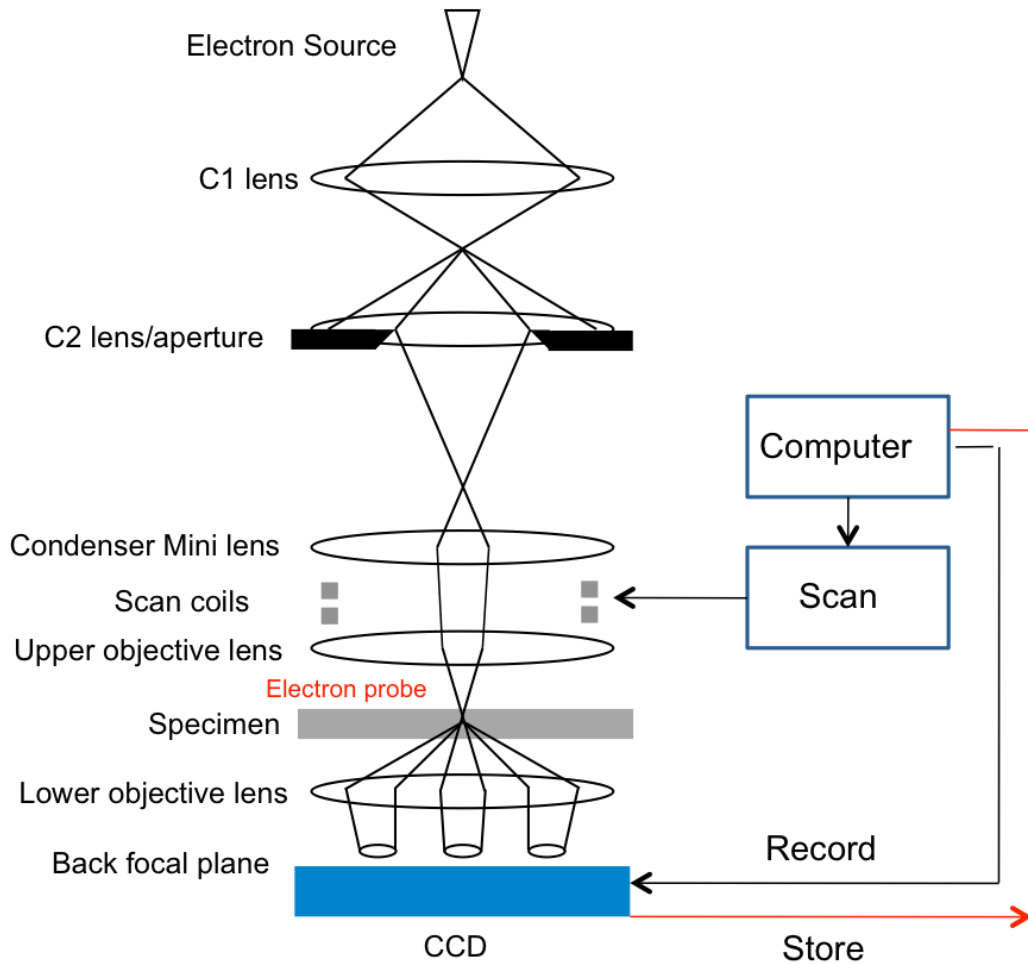 Electron Source
C1 lens
C2 lens/aperture
Computer
Condenser Mini lens
Scan coils
Scan
Upper objective lens
Electron probe
Specimen
Lower objective lens
Record
Back focal plane
CCD
Store